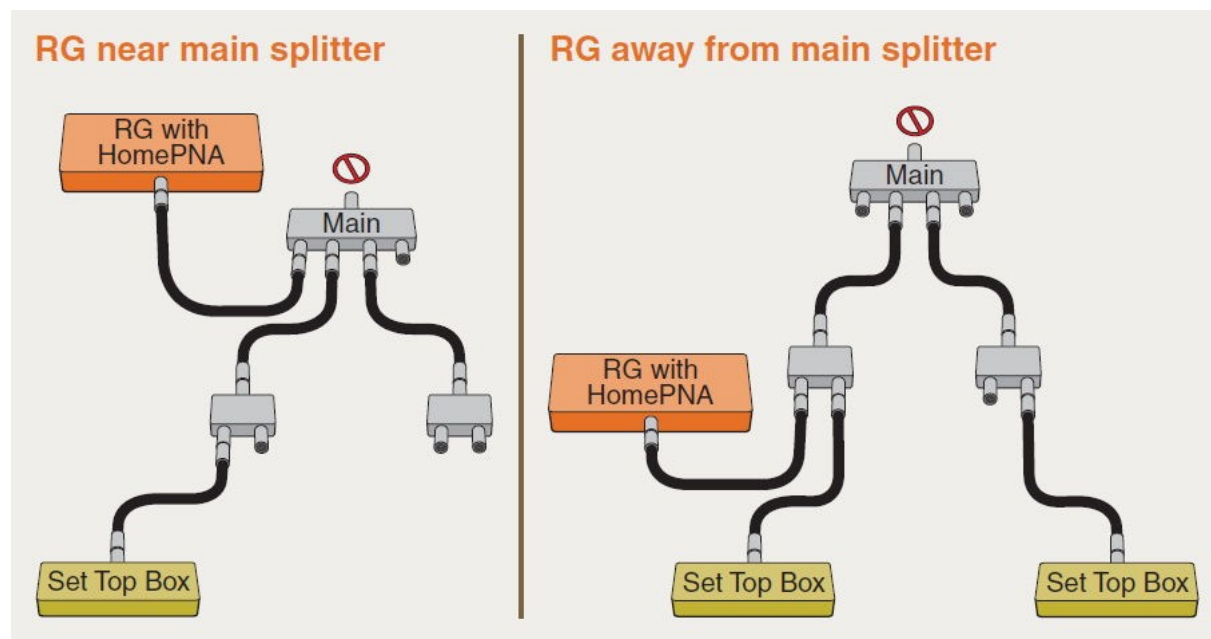 RG near main splitter
RG with
HomePNA
Main
Set Top Box
RG away from main splitter
Main
RG with
HomePNA
Set Top Box
Set Top Box